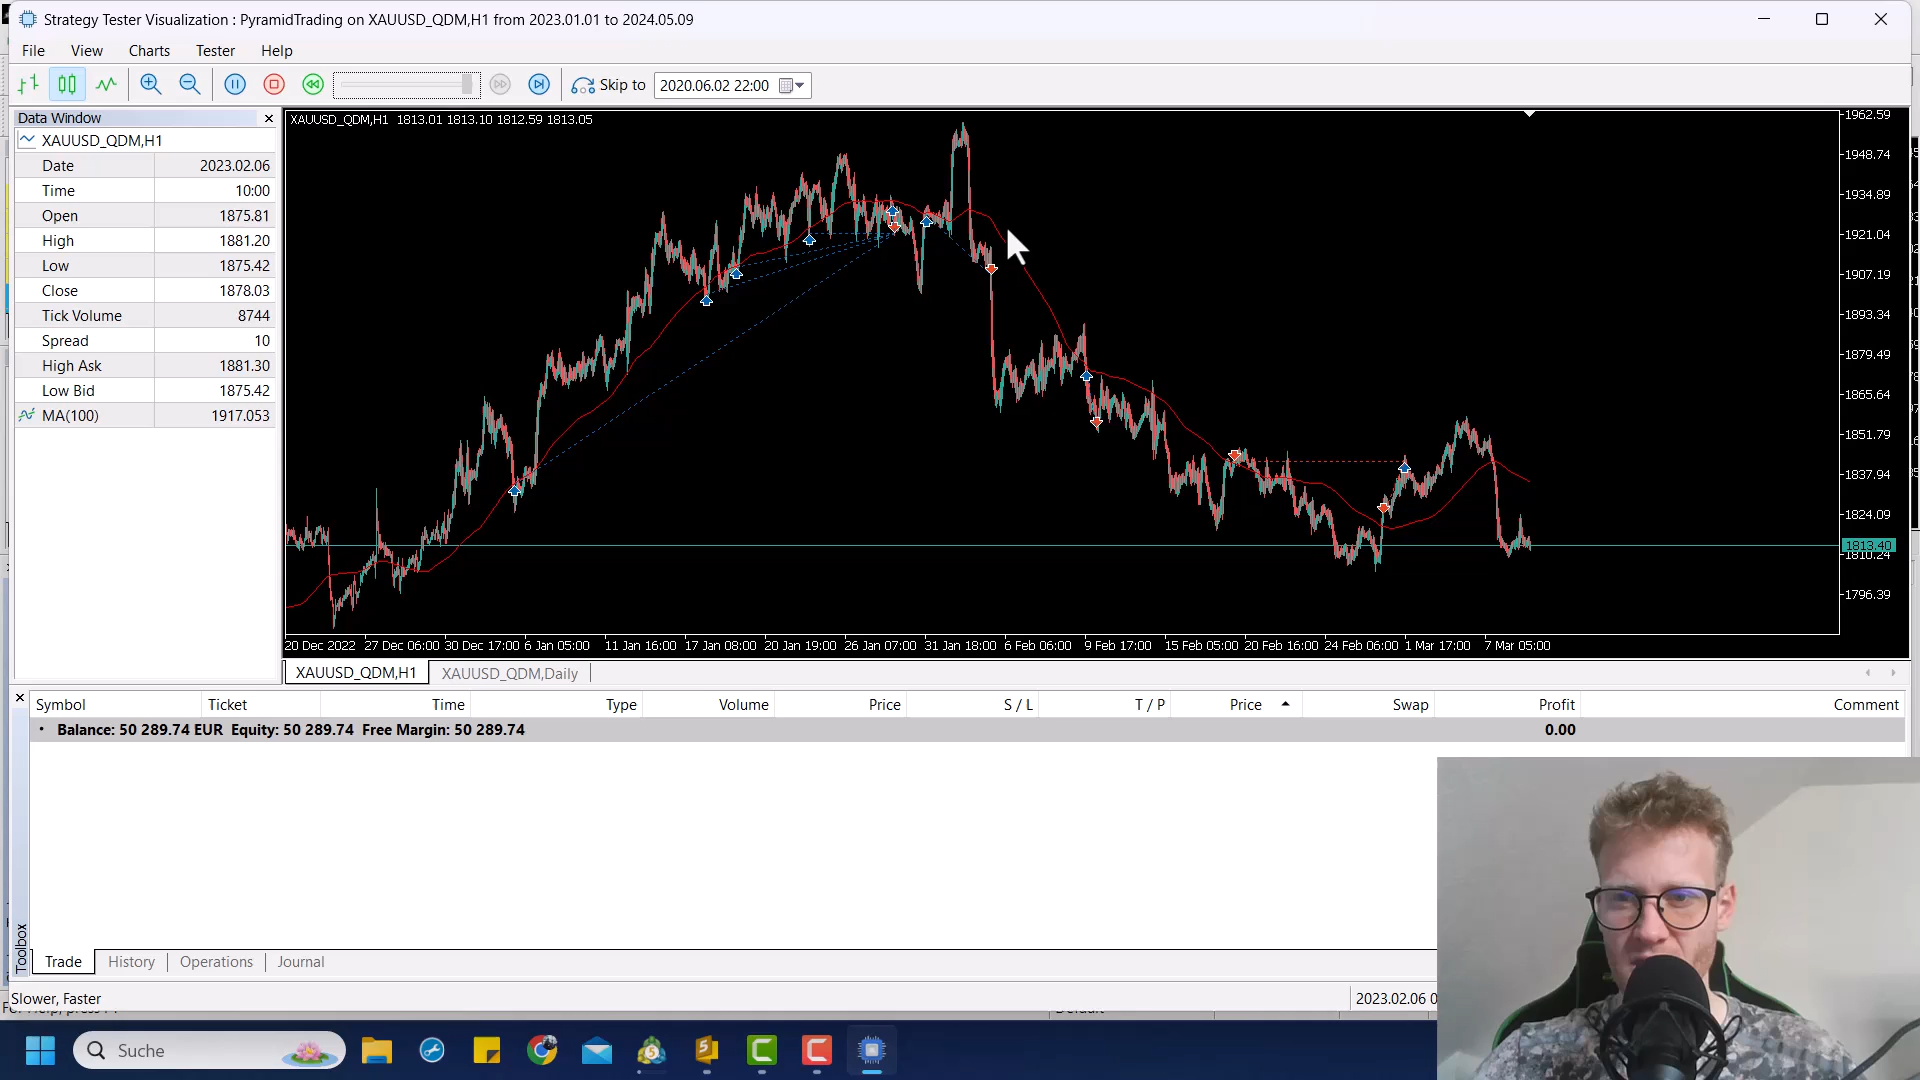 Strategy Tester Visualization : PyramidTrading on XAUUSD_QDM,H1 from 2023.01.01 to 2024.05.09
File View Charts Tester Help
Skip to 2020.06.02 22:00
Data Window
XAUUSD_QDM,H1
Date 2023.02.06
Time 10:00
Open 1875.81
High 1881.20
Low 1875.42
Close 1878.03
Tick Volume 8744
Spread 10
High Ask 1881.30
Low Bid 1875.42
MA(100) 1917.053
XAUUSD_QDM,H1 1813.01 1813.10 1812.59 1813.05
1962.59
1948.74
1934.89
1921.04
1907.19
1893.34
1879.49
1865.64
1851.79
1837.94
1824.09
1813.40
1810.24
1796.39
20 Dec 2022 27 Dec 06:00 30 Dec 17:00 6 Jan 05:00 11 Jan 16:00 17 Jan 08:00 20 Jan 19:00 26 Jan 07:00 31 Jan 18:00 6 Feb 06:00 9 Feb 17:00 15 Feb 05:00 20 Feb 16:00 24 Feb 06:00 1 Mar 17:00 7 Mar 05:00
XAUUSD_QDM,H1 XAUUSD_QDM,Daily
Symbol Ticket Time Type Volume Price S / L T / P Price Swap Profit Comment
Balance: 50 289.74 EUR Equity: 50 289.74 Free Margin: 50 289.74 0.00
Toolbox
Trade History Operations Journal
Slower, Faster 2023.02.06 0
Suche